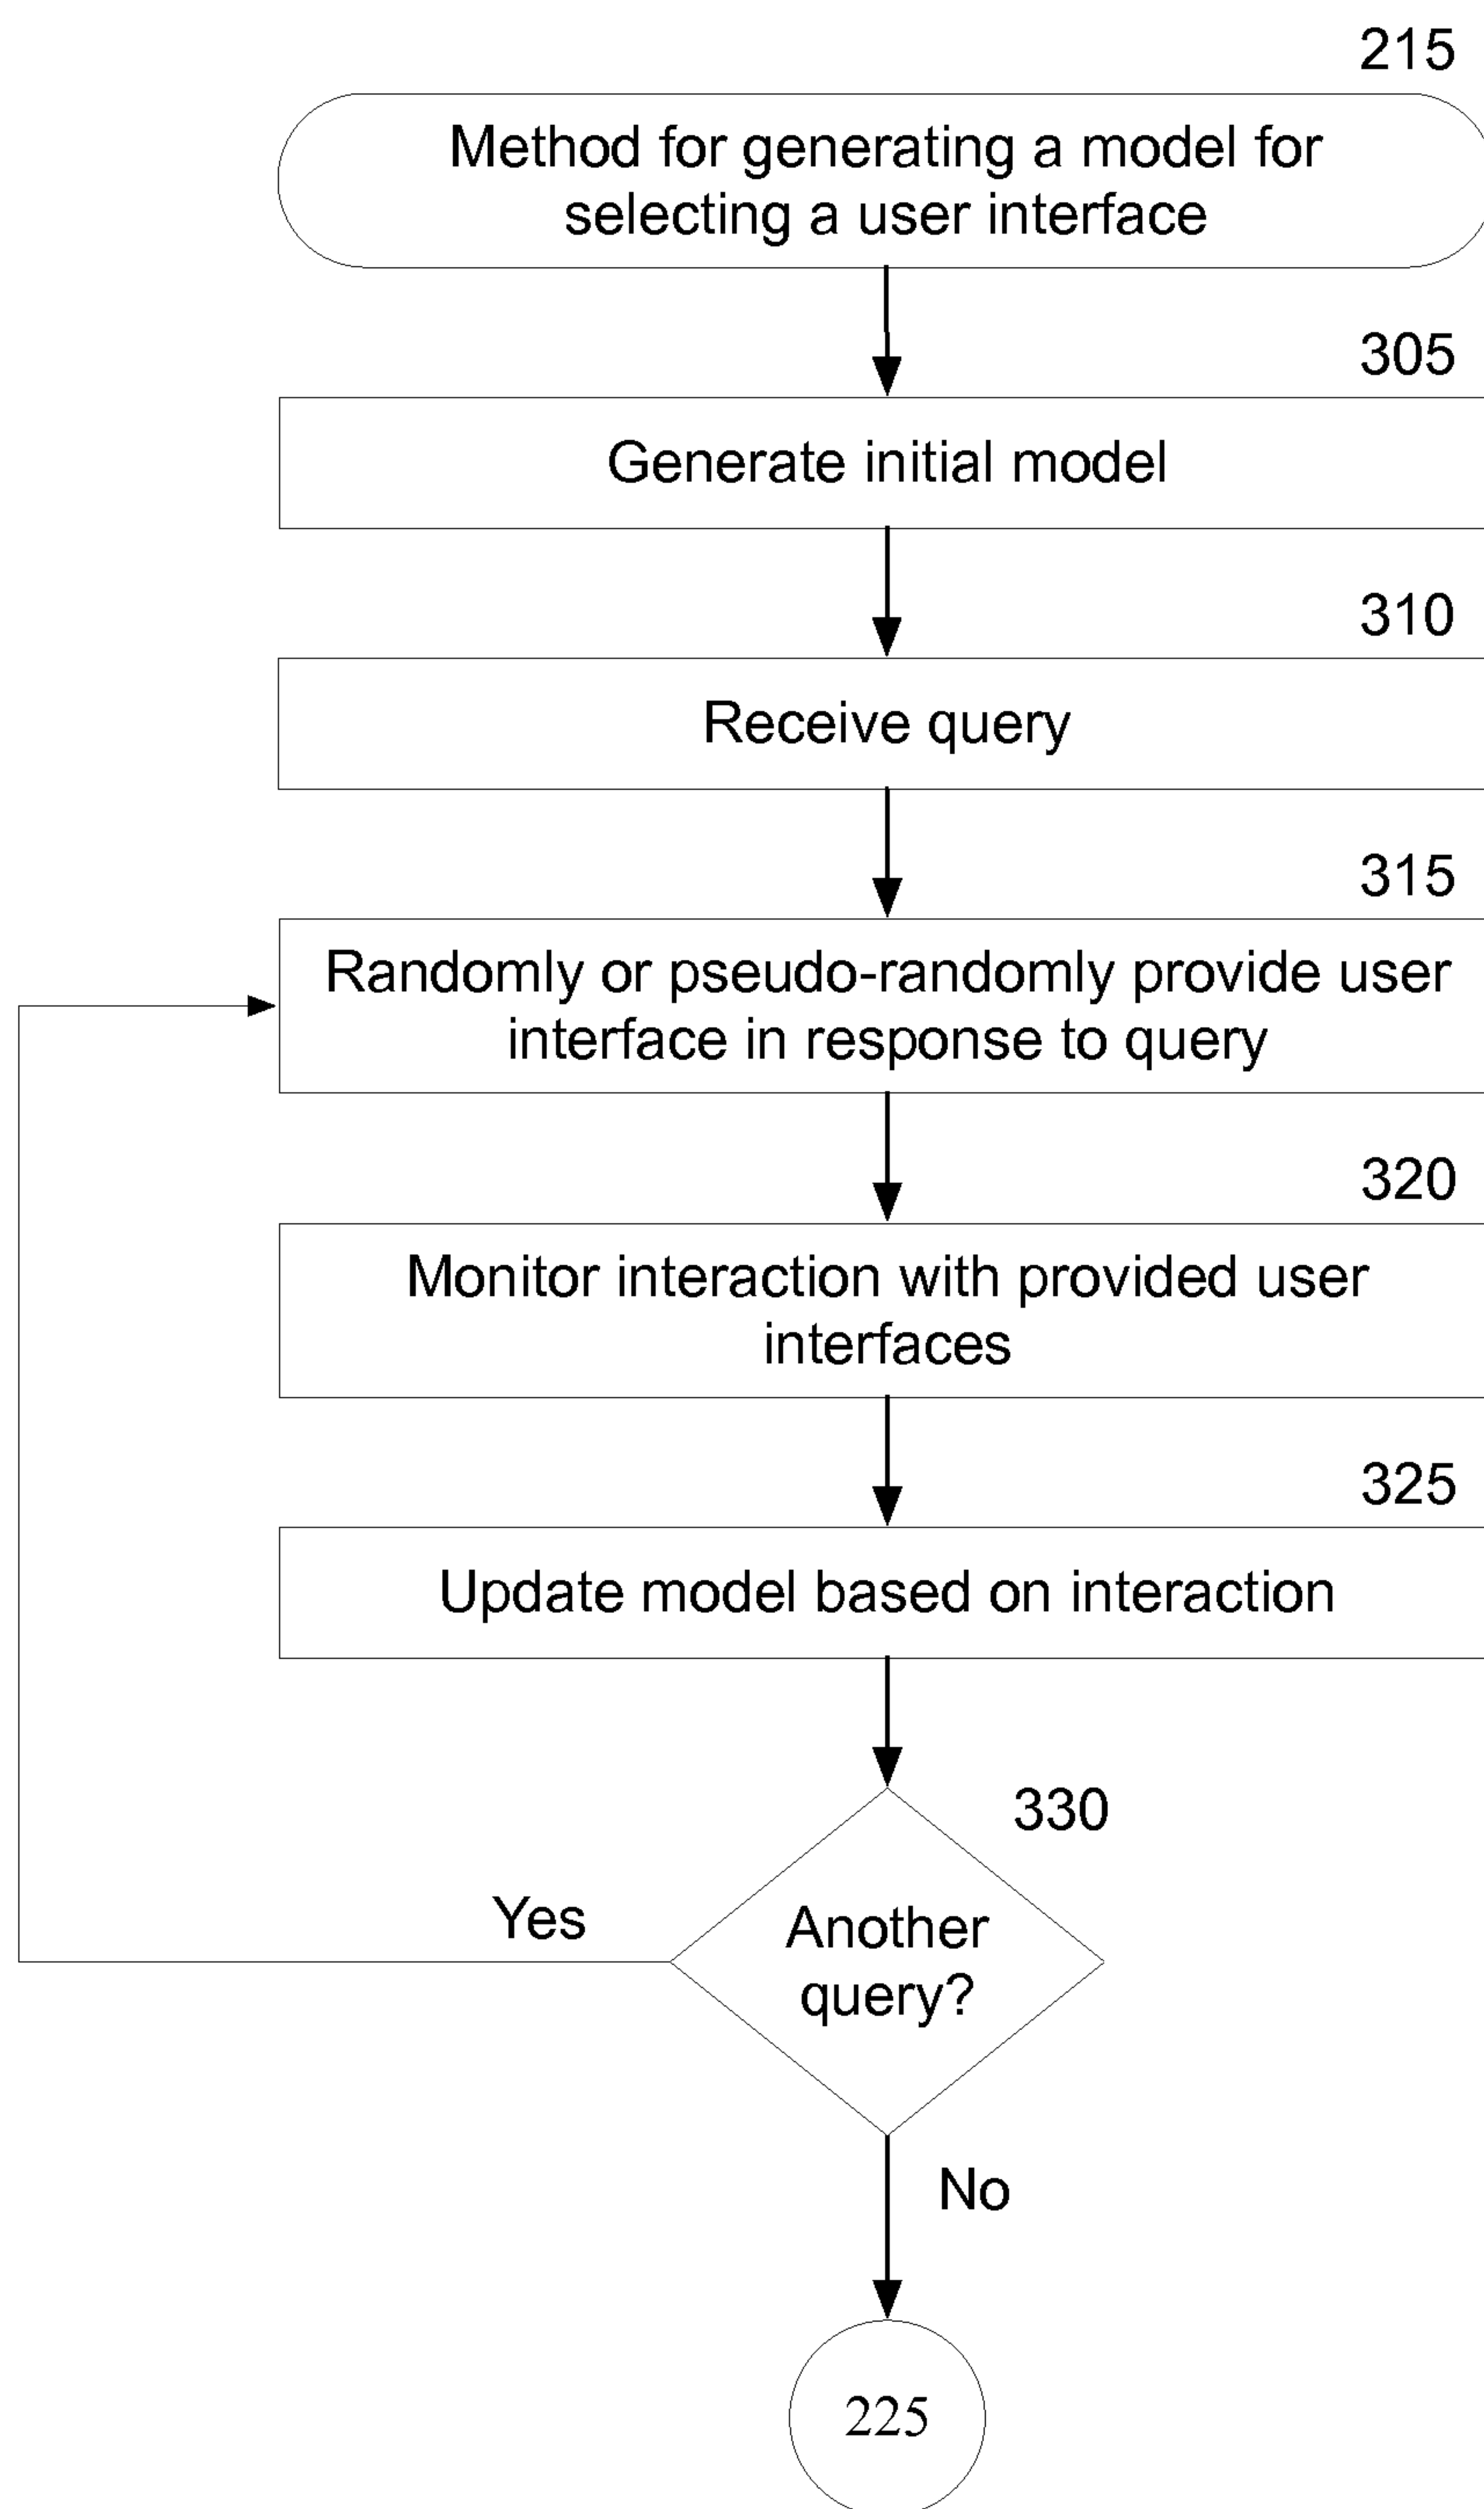 215
Method for generating a model for
selecting a user interface
305
Generate initial model
310
Receive query
315
Randomly or pseudo-randomly provide user
interface in response to query
320
Monitor interaction with provided user
interfaces
325
Update model based on interaction
330
Another
query?
Yes
No
225